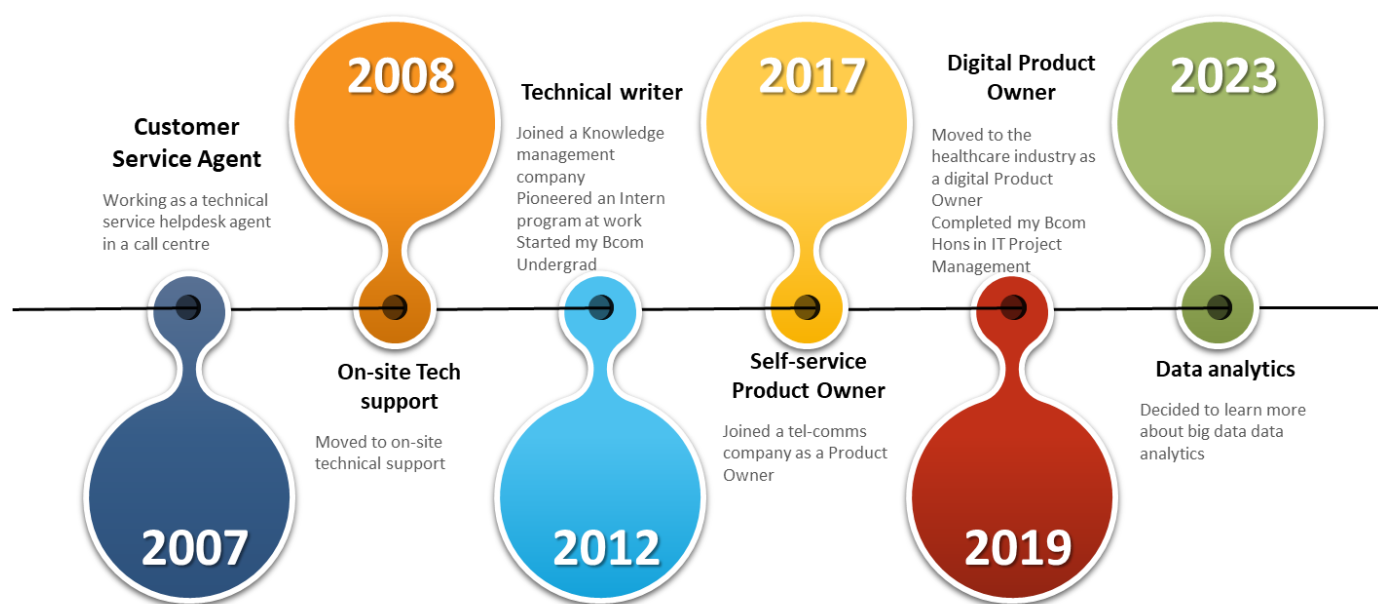 2007
Customer
Service Agent
Working as a technical
service helpdesk agent
in a call centre
2008
On-site Tech
support
Moved to on-site
technical support
2012
Technical writer
Joined a Knowledge
management
company
Pioneered an Intern
program at work
Started my Bcom
Undergrad
2017
Self-service
Product Owner
Joined a tel-comms
company as a Product
Owner
2019
Digital Product
Owner
Moved to the
healthcare industry as
a digital Product
Owner
Completed my Bcom
Hons in IT Project
Management
2023
Data analytics
Decided to learn more
about big data data
analytics